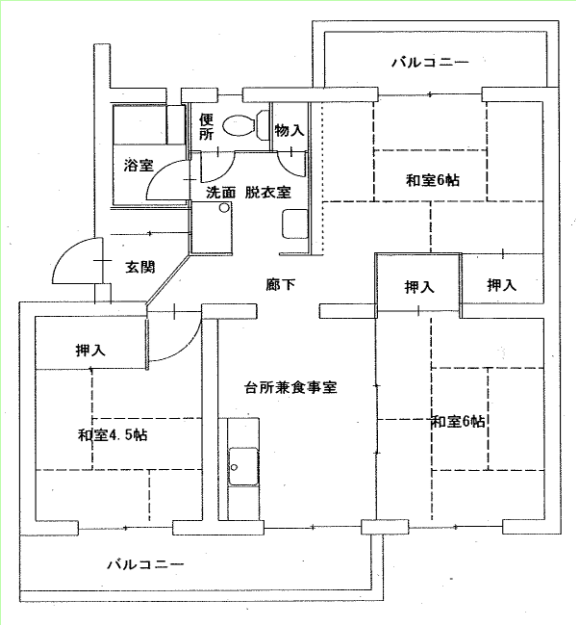 バルコニー
便所
物入
浴室
洗面 脱衣室
和室6帖
玄関
廊下
押入
押入
押入
台所兼食事室
和室4.5帖
和室6帖
バルコニー